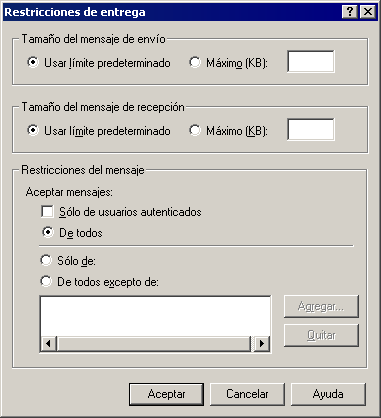 Restricciones de entrega
Tamaño del mensaje de envío
Usar límite predeterminado Máximo (KB):
Tamaño del mensaje de recepción
Usar límite predeterminado Máximo (KB):
Restricciones del mensaje
Aceptar mensajes:
Sólo de usuarios autenticados
De todos
Sólo de:
De todos excepto de:
Agregar...
Quitar
Aceptar Cancelar Ayuda